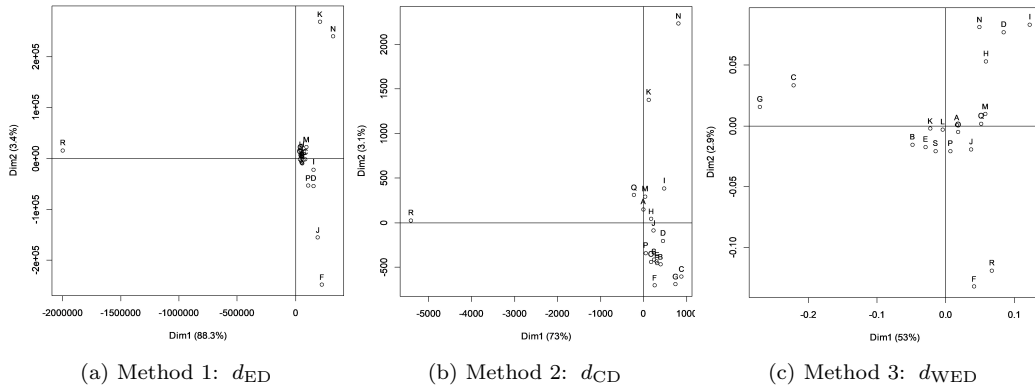 K
N
R
M
I
PD
J
F
-2e+05
-1e+05
0e+00
1e+05
2e+05
Dim2 (3.4%)
-2000000 -1500000 -1000000 -500000 0
Dim1 (88.3%)
(a) Method 1: dED
N
K
I
Q
M
A
R
H
J
D
P
B
C
G
F
-500
0
500
1000
1500
2000
Dim2 (3.1%)
-5000 -4000 -3000 -2000 -1000 0 1000
Dim1 (73%)
(b) Method 2: dCD
N
D
I
H
C
G
M
A
Q
K
L
B
E
S
P
J
R
F
-0.10
-0.05
0.00
0.05
Dim2 (2.9%)
-0.2 -0.1 0.0 0.1
Dim1 (53%)
(c) Method 3: dWED